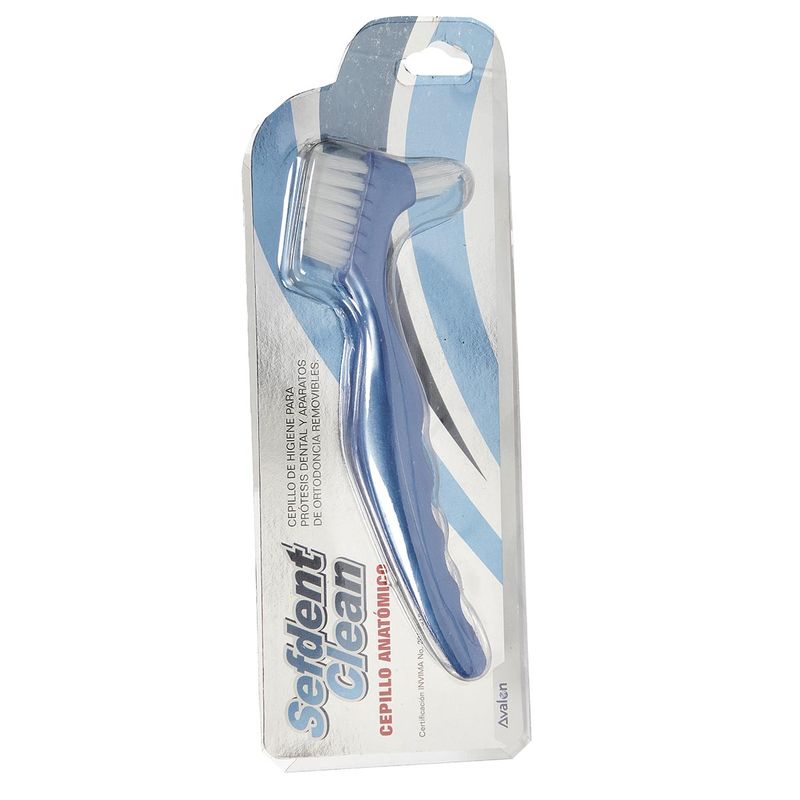 CEPILLO DE HIGIENE PARA
PRÓTESIS DENTAL Y APARATOS
DE ORTODONCIA REMOVIBLES.
Sefdent
Clean
CEPILLO ANATÓMICO
Certificación INVIMA No.
Avalon